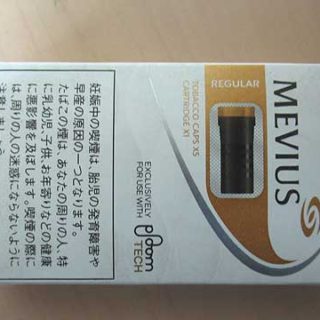 MEVIUS
REGULAR
TOBACCO CAPS X5
CARTRIDGE X1
EXCLUSIVELY
FOR USE WITH
Ploom
TECH
妊娠中の喫煙は、胎児の発育障害や
早産の原因の一つとなります。
たばこの煙は、あなたの周りの人、特
に乳幼児、子供、お年寄りなどの健康
に悪影響を及ぼします。喫煙の際に
は、周りの人の迷惑にならないように